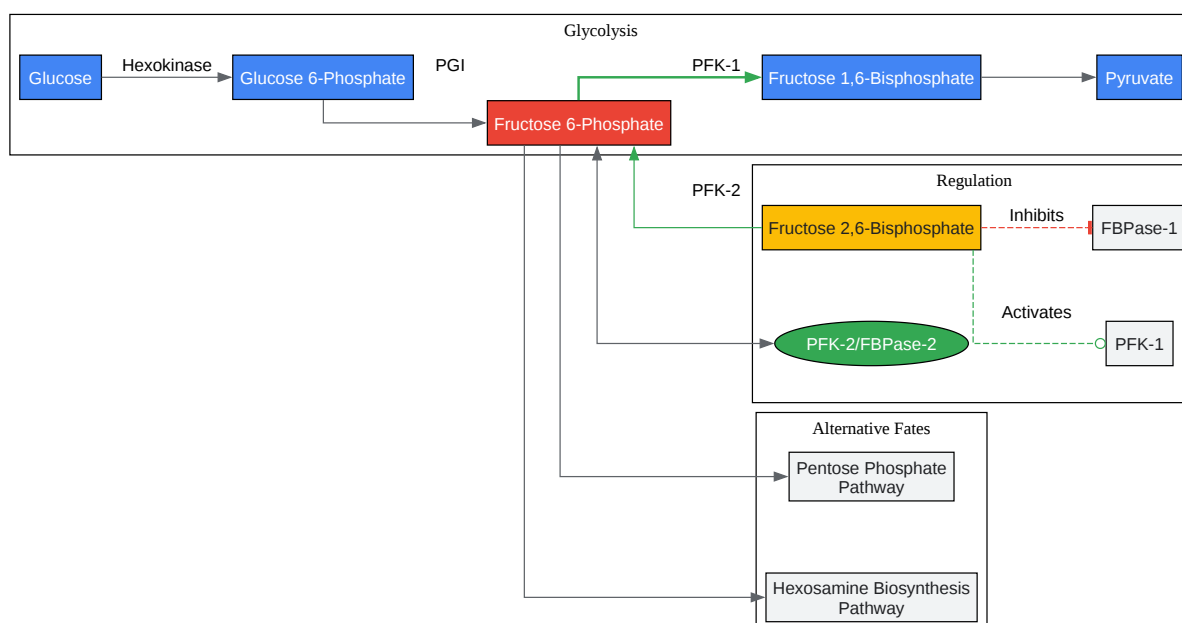 Glycolysis
Glucose
Hexokinase
Glucose 6-Phosphate
PGI
PFK-1
Fructose 1,6-Bisphosphate
Pyruvate
Fructose 6-Phosphate
PFK-2
Regulation
Fructose 2,6-Bisphosphate
Inhibits
FBPase-1
Activates
PFK-2/FBPase-2
PFK-1
Alternative Fates
Pentose Phosphate
Pathway
Hexosamine Biosynthesis
Pathway